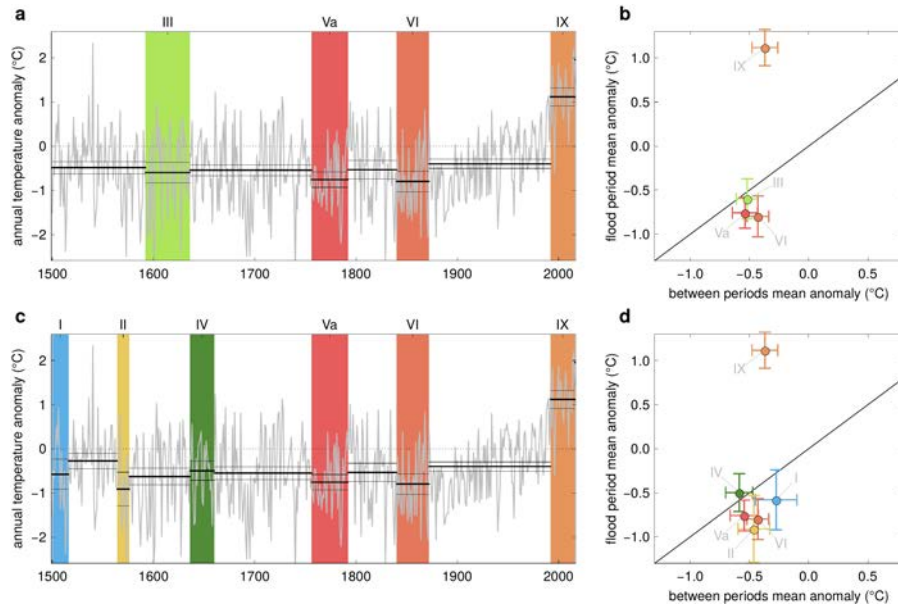 a
III Va VI IX
annual temperature anomaly (°C)
2
1
0
−1
−2
1500 1600 1700 1800 1900 2000
b
flood period mean anomaly (°C)
1.0
0.5
0.0
−0.5
−1.0
IX
III
Va
VI
−1.0 −0.5 0.0 0.5
between periods mean anomaly (°C)
c
I II IV Va VI IX
annual temperature anomaly (°C)
2
1
0
−1
−2
1500 1600 1700 1800 1900 2000
d
flood period mean anomaly (°C)
1.0
0.5
0.0
−0.5
−1.0
IX
IV
I
Va
II
VI
−1.0 −0.5 0.0 0.5
between periods mean anomaly (°C)